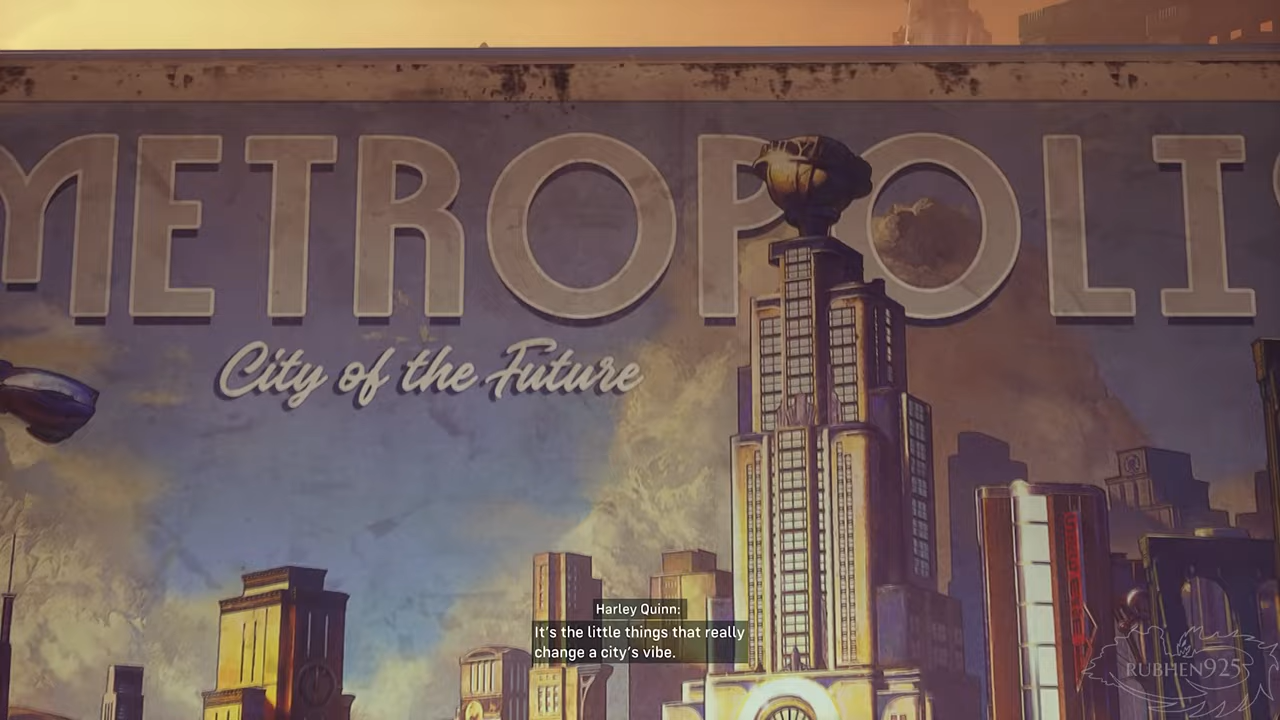 METROPOLIS
City of the Future
Harley Quinn:
It's the little things that really
change a city's vibe.
RUBHEN925